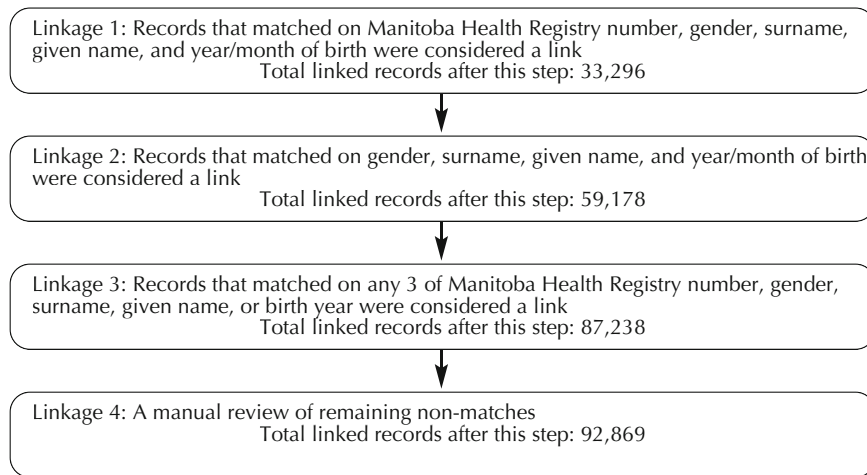 Linkage 1: Records that matched on Manitoba Health Registry number, gender, surname,
given name, and year/month of birth were considered a link
Total linked records after this step: 33,296
Linkage 2: Records that matched on gender, surname, given name, and year/month of birth
were considered a link
Total linked records after this step: 59,178
Linkage 3: Records that matched on any 3 of Manitoba Health Registry number, gender,
surname, given name, or birth year were considered a link
Total linked records after this step: 87,238
Linkage 4: A manual review of remaining non-matches
Total linked records after this step: 92,869